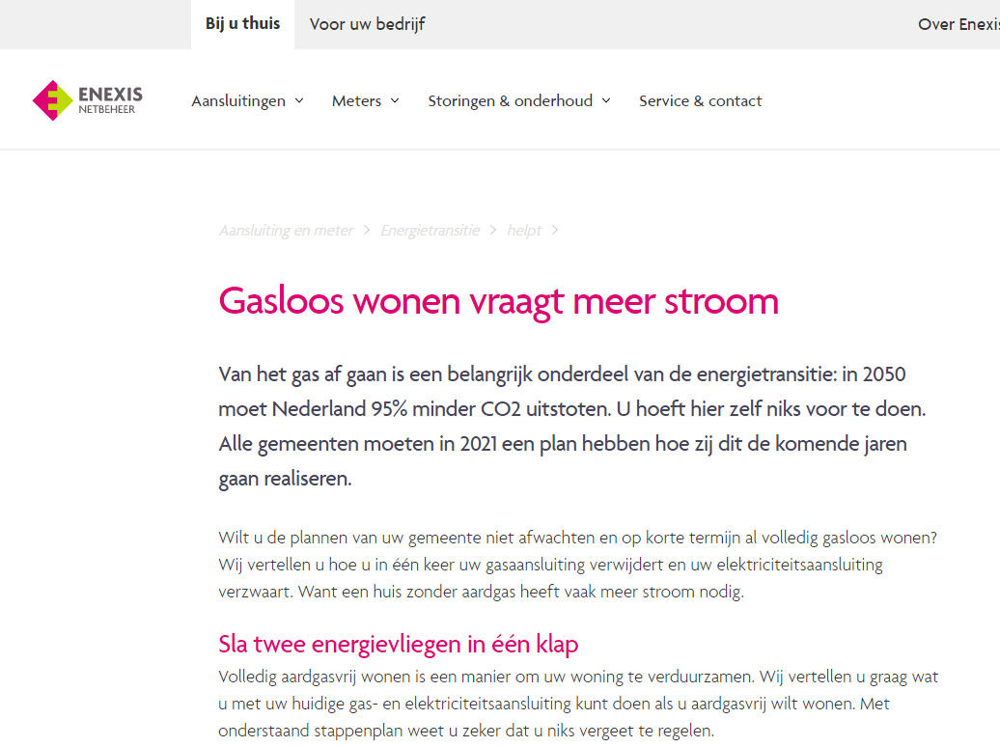 Bij u thuis Voor uw bedrijf Over Enexis
ENEXIS
NETBEHEER
Aansluitingen Meters Storingen & onderhoud Service & contact
Aansluiting en meter > Energietransitie > helpt >
Gasloos wonen vraagt meer stroom
Van het gas af gaan is een belangrijk onderdeel van de energietransitie: in 2050
moet Nederland 95% minder CO2 uitstoten. U hoeft hier zelf niks voor te doen.
Alle gemeenten moeten in 2021 een plan hebben hoe zij dit de komende jaren
gaan realiseren.
Wilt u de plannen van uw gemeente niet afwachten en op korte termijn al volledig gasloos wonen?
Wij vertellen u hoe u in één keer uw gasaansluiting verwijdert en uw elektriciteitsaansluiting
verzwaart. Want een huis zonder aardgas heeft vaak meer stroom nodig.
Sla twee energievliegen in één klap
Volledig aardgasvrij wonen is een manier om uw woning te verduurzamen. Wij vertellen u graag wat
u met uw huidige gas- en elektriciteitsaansluiting kunt doen als u aardgasvrij wilt wonen. Met
onderstaand stappenplan weet u zeker dat u niks vergeet te regelen.